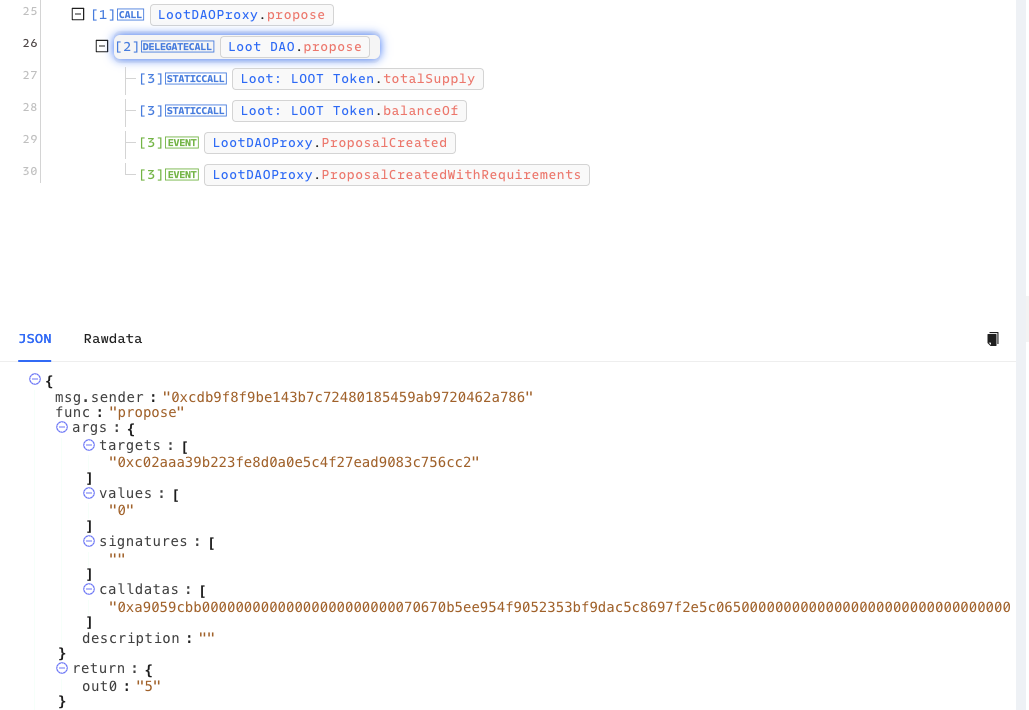 25 [1] CALL LootDAOProxy.propose
26 [2] DELEGATECALL Loot DAO.propose
27 [3] STATICCALL Loot: LOOT Token.totalSupply
28 [3] STATICCALL Loot: LOOT Token.balanceOf
29 [3] EVENT LootDAOProxy.ProposalCreated
30 [3] EVENT LootDAOProxy.ProposalCreatedWithRequirements
JSON Rawdata
{
msg.sender : "0xcdb9f8f9be143b7c72480185459ab9720462a786"
func : "propose"
args : {
targets : [
"0xc02aaa39b223fe8d0a0e5c4f27ead9083c756cc2"
]
values : [
"0"
]
signatures : [
""
]
calldatas : [
"0xa9059cbb00000000000000000000000070670b5ee954f9052353bf9dac5c8697f2e5c06500000000000000000000000000000000
]
description : ""
}
return : {
out0 : "5"
}